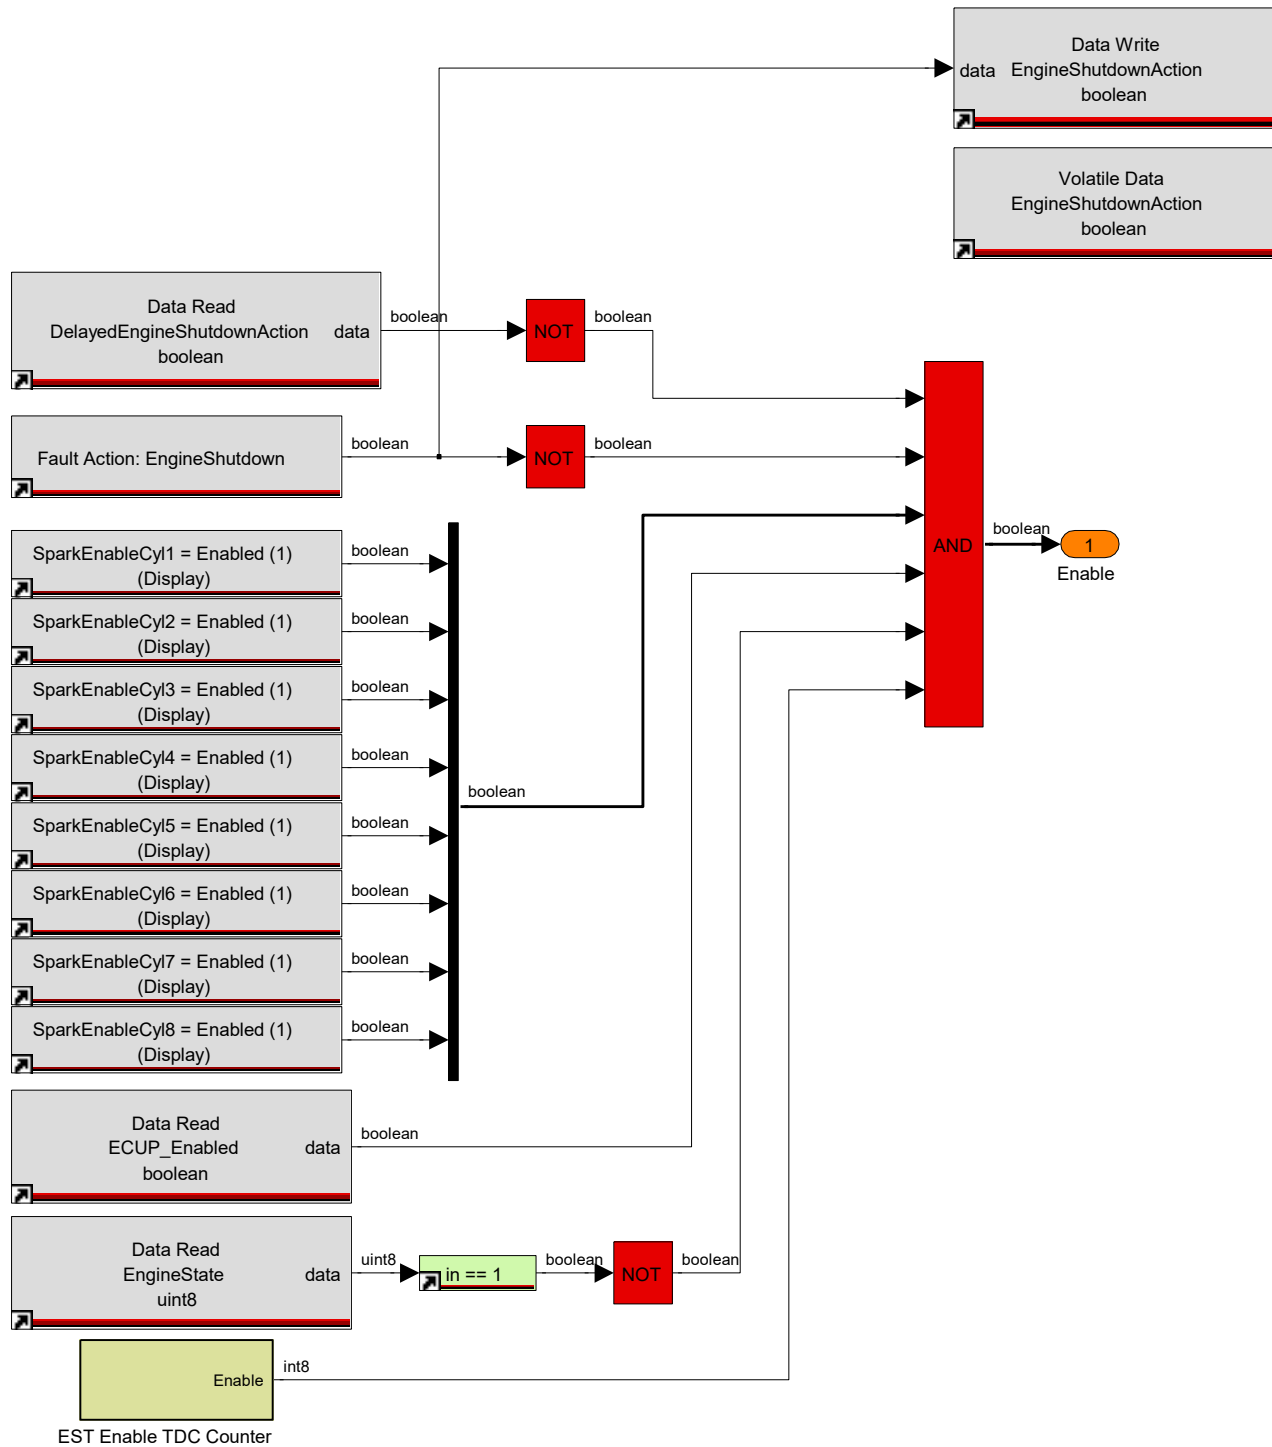 Data Write
data
EngineShutdownAction
boolean
Volatile Data
EngineShutdownAction
boolean
Data Read
DelayedEngineShutdownAction
data
boolean
boolean
NOT
boolean
Fault Action: EngineShutdown
boolean
NOT
boolean
SparkEnableCyl1 = Enabled (1)
(Display)
boolean
SparkEnableCyl2 = Enabled (1)
(Display)
boolean
SparkEnableCyl3 = Enabled (1)
(Display)
boolean
SparkEnableCyl4 = Enabled (1)
(Display)
boolean
SparkEnableCyl5 = Enabled (1)
(Display)
boolean
SparkEnableCyl6 = Enabled (1)
(Display)
boolean
SparkEnableCyl7 = Enabled (1)
(Display)
boolean
SparkEnableCyl8 = Enabled (1)
(Display)
boolean
boolean
AND
boolean
1
Enable
Data Read
ECUP_Enabled
boolean
data
boolean
Data Read
EngineState
uint8
data
uint8
in == 1
boolean
NOT
boolean
Enable
int8
EST Enable TDC Counter